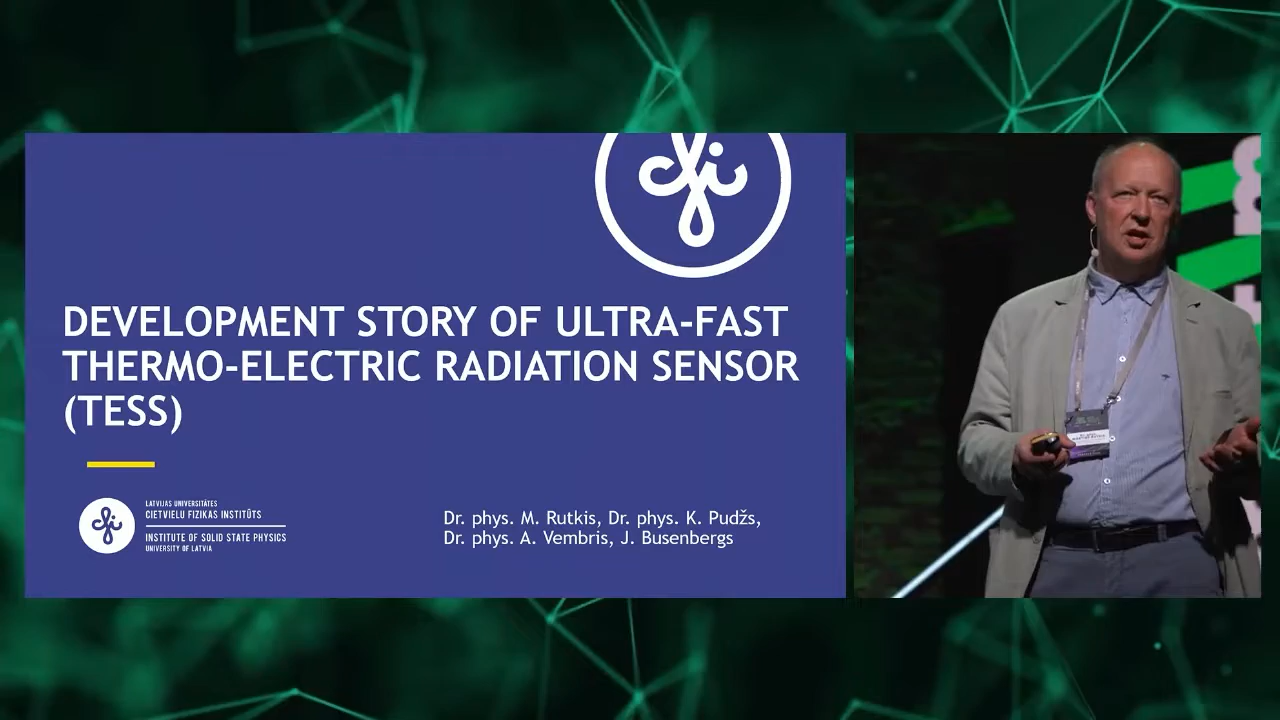 DEVELOPMENT STORY OF ULTRA-FAST
THERMO-ELECTRIC RADIATION SENSOR
(TESS)
LATVIJAS UNIVERSITĀTES
CIETVIELU FIZIKAS INSTITŪTS
INSTITUTE OF SOLID STATE PHYSICS
UNIVERSITY OF LATVIA
Dr. phys. M. Rutkis, Dr. phys. K. Pudžs,
Dr. phys. A. Vembris, J. Busenbergs